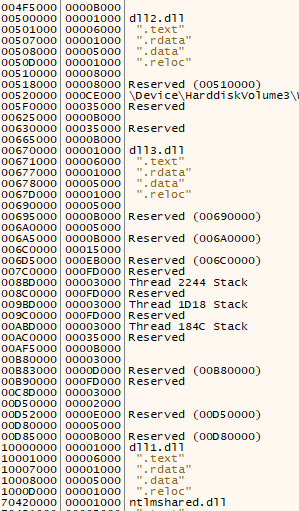 004F5000 0000B000
00500000 00001000 dll2.dll
00501000 00006000 ".text"
00507000 00001000 ".rdata"
00508000 00005000 ".data"
0050D000 00001000 ".reloc"
00510000 00008000
00518000 00008000 Reserved (00510000)
00520000 000CE000 \Device\HarddiskVolume3\
005F0000 00035000 Reserved
00625000 0000B000
00630000 00035000 Reserved
00665000 0000B000
00670000 00001000 dll3.dll
00671000 00006000 ".text"
00677000 00001000 ".rdata"
00678000 00005000 ".data"
0067D000 00001000 ".reloc"
00690000 00005000
00695000 0000B000 Reserved (00690000)
006A0000 00005000
006A5000 0000B000 Reserved (006A0000)
006C0000 00015000
006D5000 000EB000 Reserved (006C0000)
007C0000 000FD000 Reserved
008BD000 00003000 Thread 2244 Stack
008C0000 000FD000 Reserved
009BD000 00003000 Thread 1D18 Stack
009C0000 000FD000 Reserved
00ABD000 00003000 Thread 184C Stack
00AC0000 00035000 Reserved
00AF5000 0000B000
00B80000 00003000
00B83000 0000D000 Reserved (00B80000)
00B90000 000FD000 Reserved
00C8D000 00003000
00D50000 00002000
00D52000 0000E000 Reserved (00D50000)
00D80000 00005000
00D85000 0000B000 Reserved (00D80000)
10000000 00001000 dll1.dll
10001000 00006000 ".text"
10007000 00001000 ".rdata"
10008000 00005000 ".data"
1000D000 00001000 ".reloc"
70420000 00001000 ntlmshared.dll